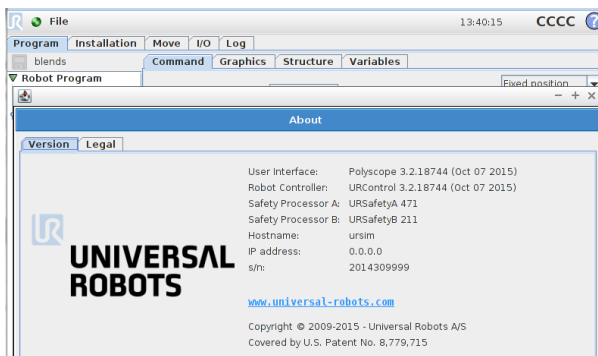 File 13:40:15 CCCC ?
Program Installation Move I/O Log
blends Command Graphics Structure Variables
Robot Program Fixed position
About
Version Legal
User Interface: Polyscope 3.2.18744 (Oct 07 2015)
Robot Controller: URControl 3.2.18744 (Oct 07 2015)
Safety Processor A: URSafetyA 471
Safety Processor B: URSafetyB 211
Hostname: ursim
IP address: 0.0.0.0
s/n: 2014309999
UR
UNIVERSAL
ROBOTS
www.universal-robots.com
Copyright © 2009-2015 - Universal Robots A/S
Covered by U.S. Patent No. 8,779,715